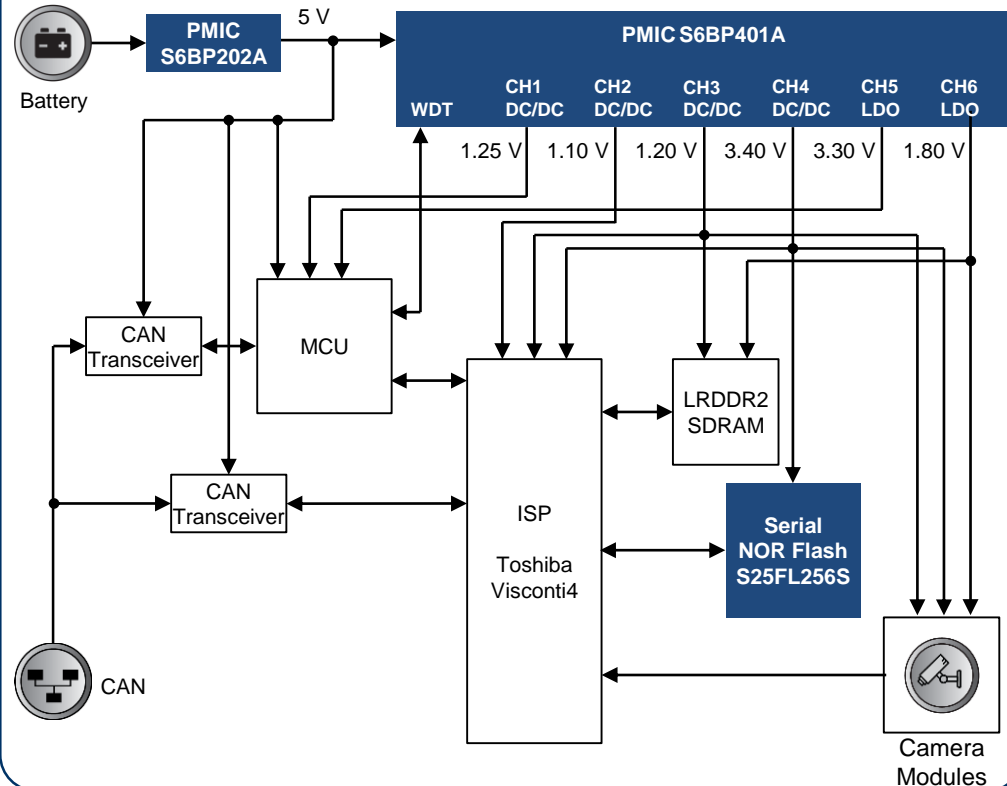 5 V
PMIC
S6BP202A
PMIC S6BP401A
Battery
WDT
CH1
DC/DC
CH2
DC/DC
CH3
DC/DC
CH4
DC/DC
CH5
LDO
CH6
LDO
1.25 V
1.10 V
1.20 V
3.40 V
3.30 V
1.80 V
CAN
Transceiver
MCU
LRDDR2
SDRAM
CAN
Transceiver
ISP
Toshiba
Visconti4
Serial
NOR Flash
S25FL256S
CAN
Camera
Modules